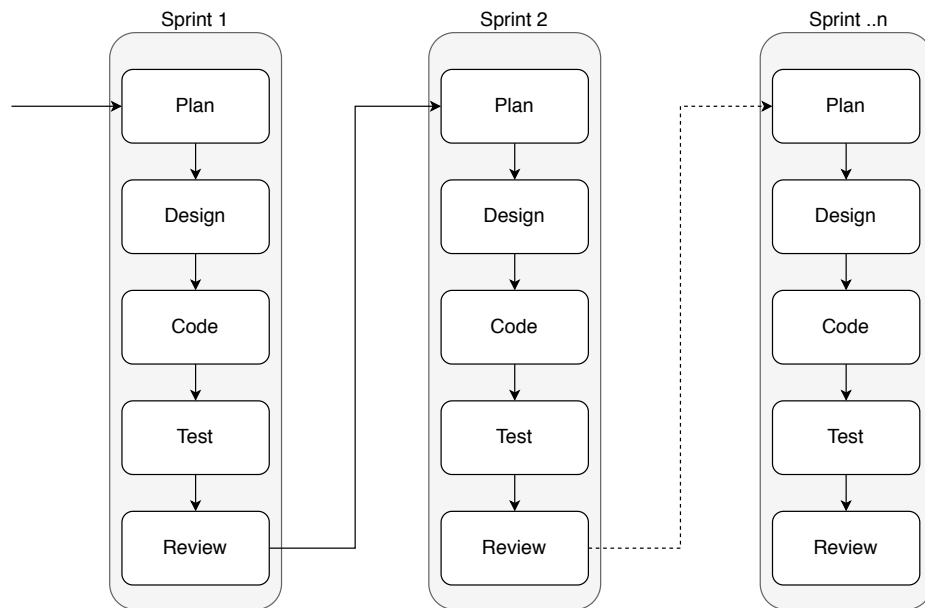 Sprint 1
Plan
Design
Code
Test
Review
Sprint 2
Plan
Design
Code
Test
Review
Sprint ..n
Plan
Design
Code
Test
Review